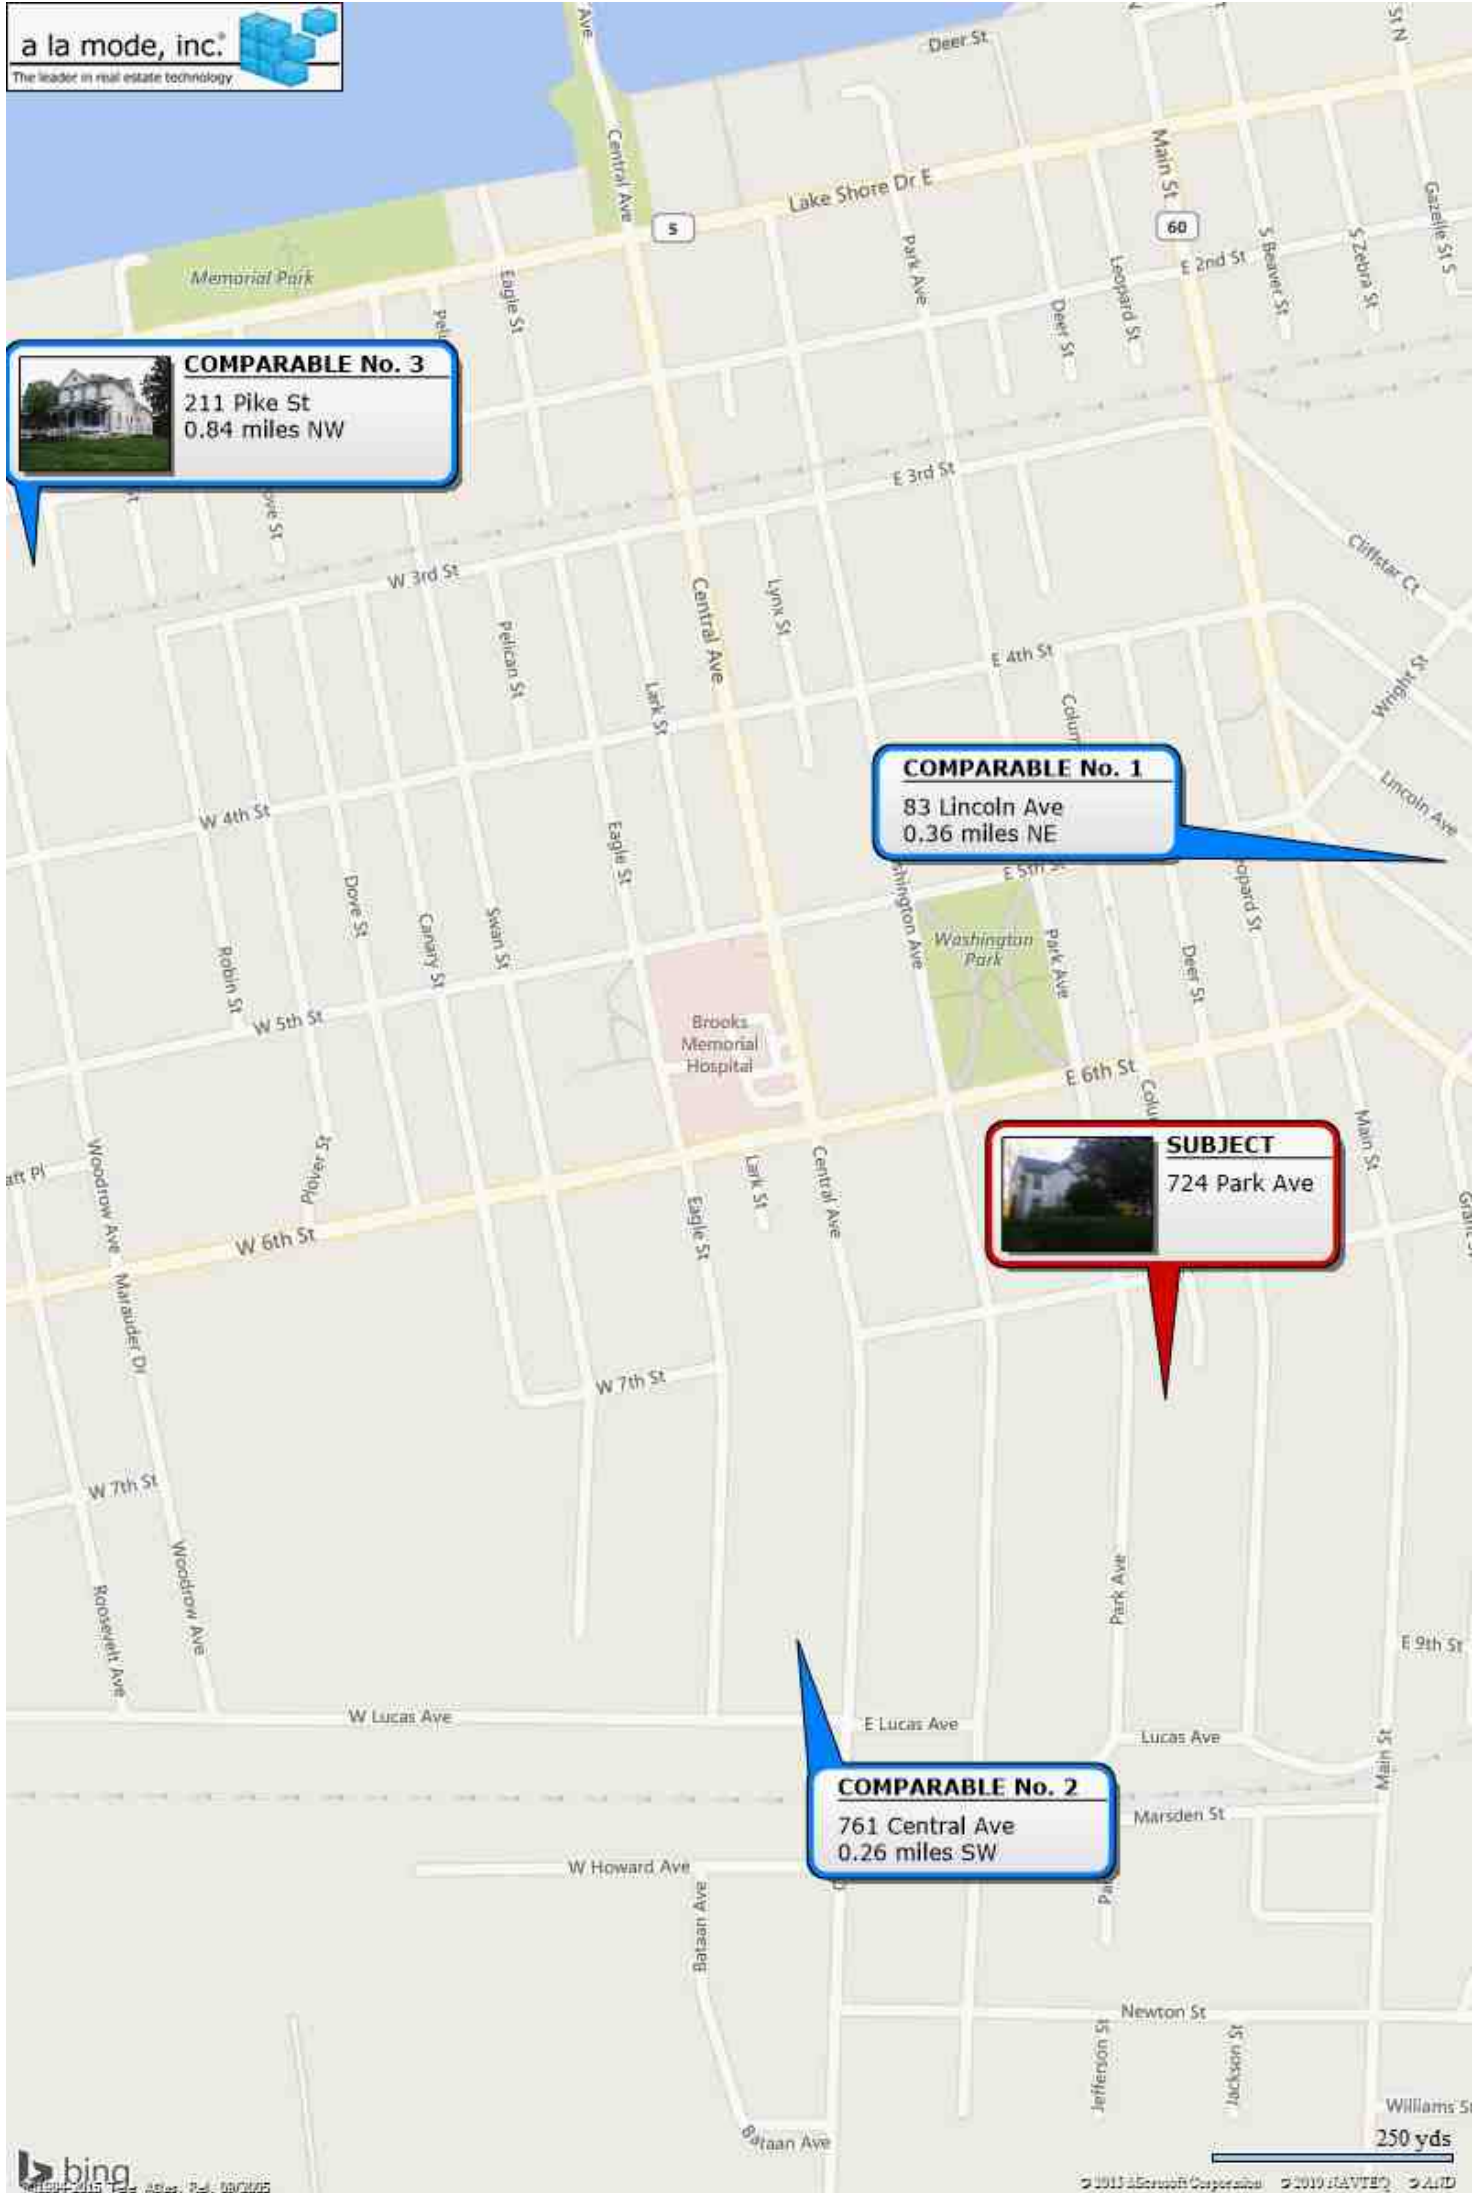 a la mode, inc.
The leader in real estate technology
Ave
Deer St
St N
Central Ave
Main St
Lake Shore Dr E
5
60
Gazelle St S
Memorial Park
Eagle St
Park Ave
E 2nd St
S Beaver St
S Zebra St
Leopard St
Deer St
COMPARABLE No. 3
211 Pike St
0.84 miles NW
E 3rd St
W 3rd St
Cliffstar Ct
Central Ave
Lynx St
Pelican St
E 4th St
Lark St
Wright St
COMPARABLE No. 1
83 Lincoln Ave
0.36 miles NE
Lincoln Ave
W 4th St
Eagle St
E 5th St
Dove St
Canary St
Swan St
Robin St
Washington
Park
Park Ave
Deer St
W 5th St
Brooks
Memorial
Hospital
E 6th St
Main St
SUBJECT
724 Park Ave
Woodrow Ave
Plover St
Lark St
Central Ave
Eagle St
W 6th St
Marauder Dr
W 7th St
W 7th St
Woodrow Ave
Roosevelt Ave
Park Ave
E 9th St
W Lucas Ave
E Lucas Ave
Lucas Ave
Main St
COMPARABLE No. 2
761 Central Ave
0.26 miles SW
Marsden St
W Howard Ave
Bataan Ave
Newton St
Jefferson St
Jackson St
Williams St
Bataan Ave
250 yds
bing
© 2015 Microsoft Corporation © 2010 NAVTEQ © AND